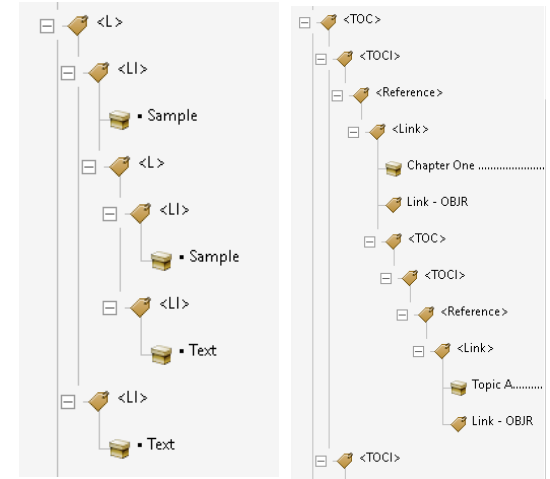 <L>
<LI>
▪ Sample
<L>
<LI>
▪ Sample
<LI>
▪ Text
<LI>
▪ Text
<TOC>
<TOCI>
<Reference>
<Link>
Chapter One ......................
Link - OBJR
<TOC>
<TOCI>
<Reference>
<Link>
Topic A..........
Link - OBJR
<TOCI>